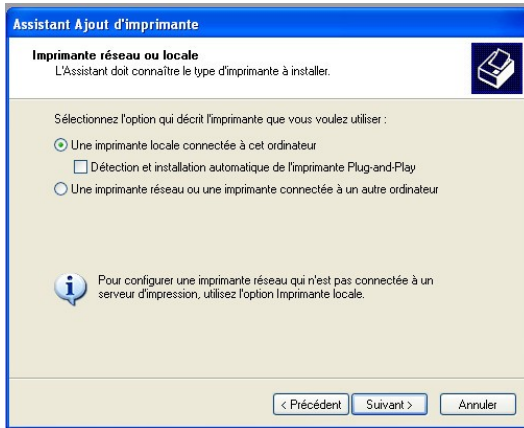 Assistant Ajout d'imprimante
Imprimante réseau ou locale
L'Assistant doit connaître le type d'imprimante à installer.
Sélectionnez l'option qui décrit l'imprimante que vous voulez utiliser :
Une imprimante locale connectée à cet ordinateur
Détection et installation automatique de l'imprimante Plug-and-Play
Une imprimante réseau ou une imprimante connectée à un autre ordinateur
Pour configurer une imprimante réseau qui n'est pas connectée à un
serveur d'impression, utilisez l'option Imprimante locale.
< Précédent Suivant > Annuler